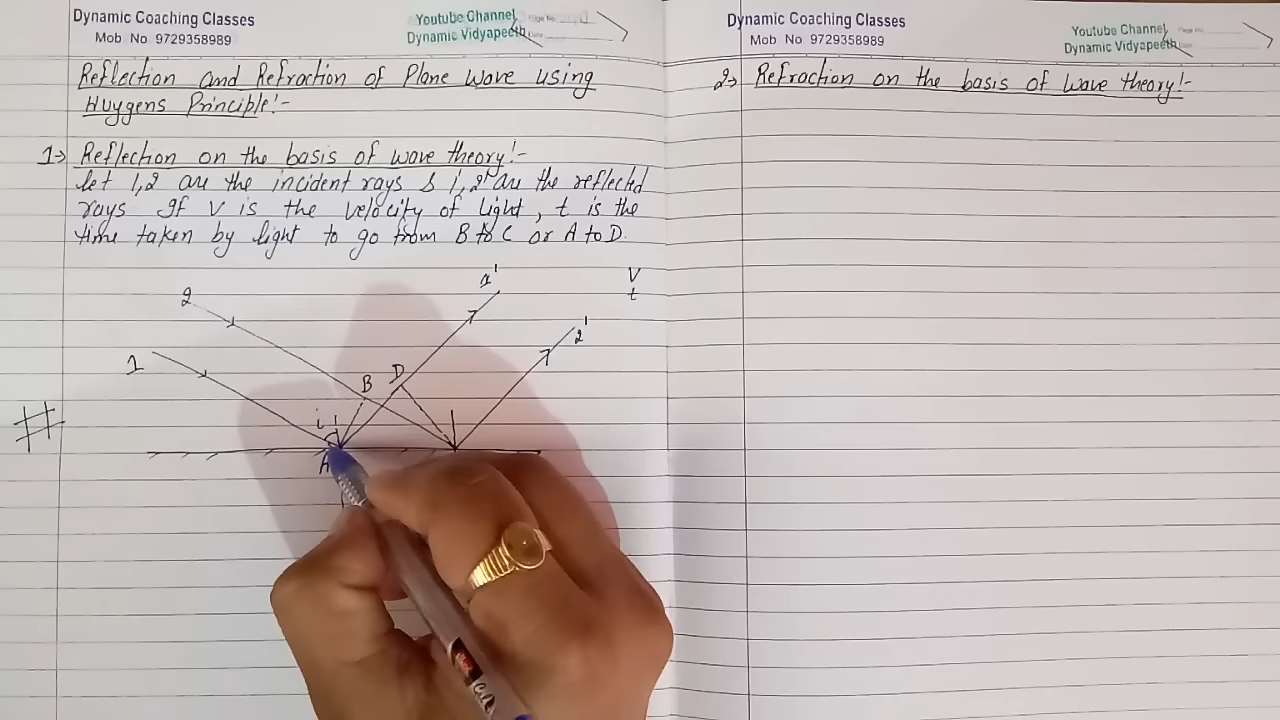 Dynamic Coaching Classes
Mob No 9729358989
Youtube Channel
Dynamic Vidyapeeth
Page No.
Date
Reflection and Refraction of Plane wave using
Huygens Principle!-
1→ Reflection on the basis of wave theory!-
Let 1,2 are the incident rays & 1',2' are the reflected
rays If V is the velocity of light, t is the
time taken by light to go from B to C or A to D.
1'
V
t
2
2'
1
B
D
i
A
#
Dynamic Coaching Classes
Mob No 9729358989
Youtube Channel
Dynamic Vidyapeeth
2→ Refraction on the basis of wave theory!-